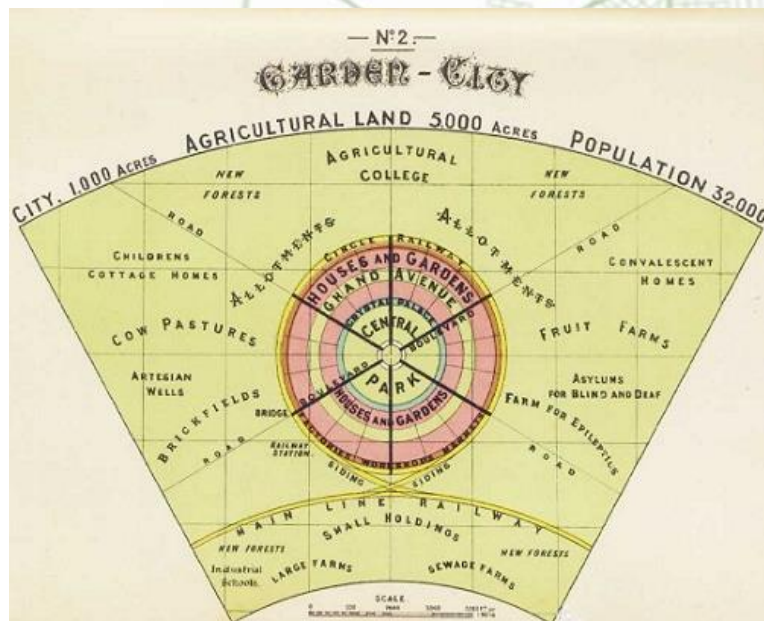 — Nº 2. —
GARDEN-CITY
CITY. 1,000 ACRES AGRICULTURAL LAND 5,000 ACRES POPULATION 32,000
NEW FORESTS
AGRICULTURAL COLLEGE
NEW FORESTS
ROAD
ROAD
ALLOTMENTS
ALLOTMENTS
CHILDRENS COTTAGE HOMES
CONVALESCENT HOMES
CIRCLE RAILWAY
HOUSES AND GARDENS
GRAND AVENUE
CRYSTAL PALACE
CENTRAL
BOULEVARD
COW PASTURES
FRUIT FARMS
ARTESIAN WELLS
ASYLUMS FOR BLIND AND DEAF
PARK
BOULEVARD
HOUSES AND GARDENS
BRICKFIELDS
FARM FOR EPILEPTICS
BRIDGE
ROAD
ROAD
RAILWAY STATION.
SIDING
SIDING
MAIN LINE RAILWAY
SMALL HOLDINGS
NEW FORESTS
NEW FORESTS
Industrial Schools.
LARGE FARMS
SEWAGE FARMS
SCALE.